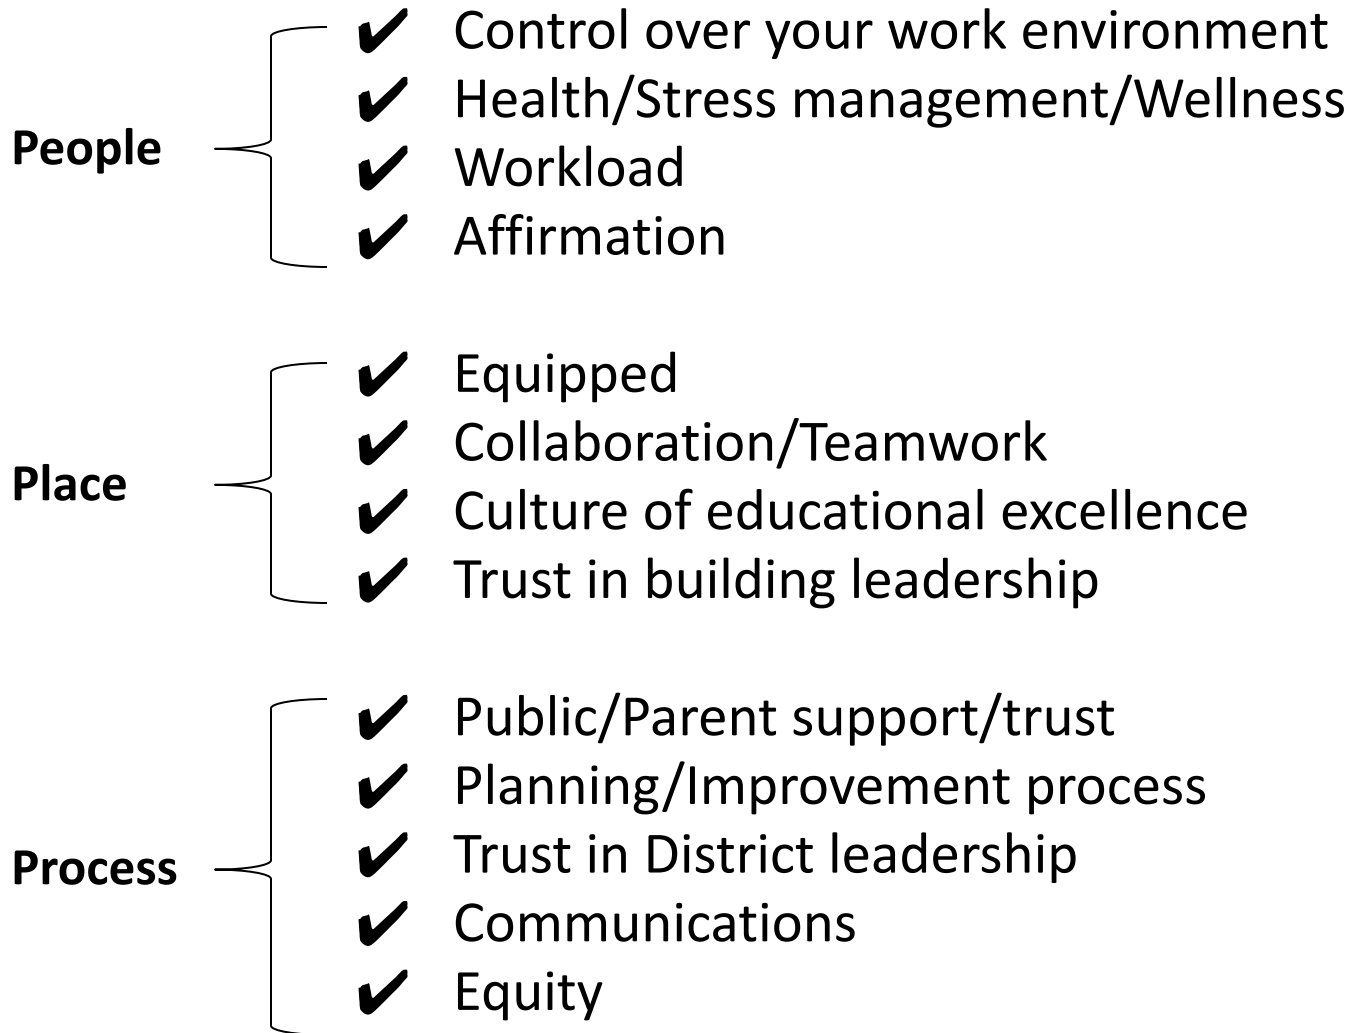 People
✔ Control over your work environment
✔ Health/Stress management/Wellness
✔ Workload
✔ Affirmation
Place
✔ Equipped
✔ Collaboration/Teamwork
✔ Culture of educational excellence
✔ Trust in building leadership
Process
✔ Public/Parent support/trust
✔ Planning/Improvement process
✔ Trust in District leadership
✔ Communications
✔ Equity